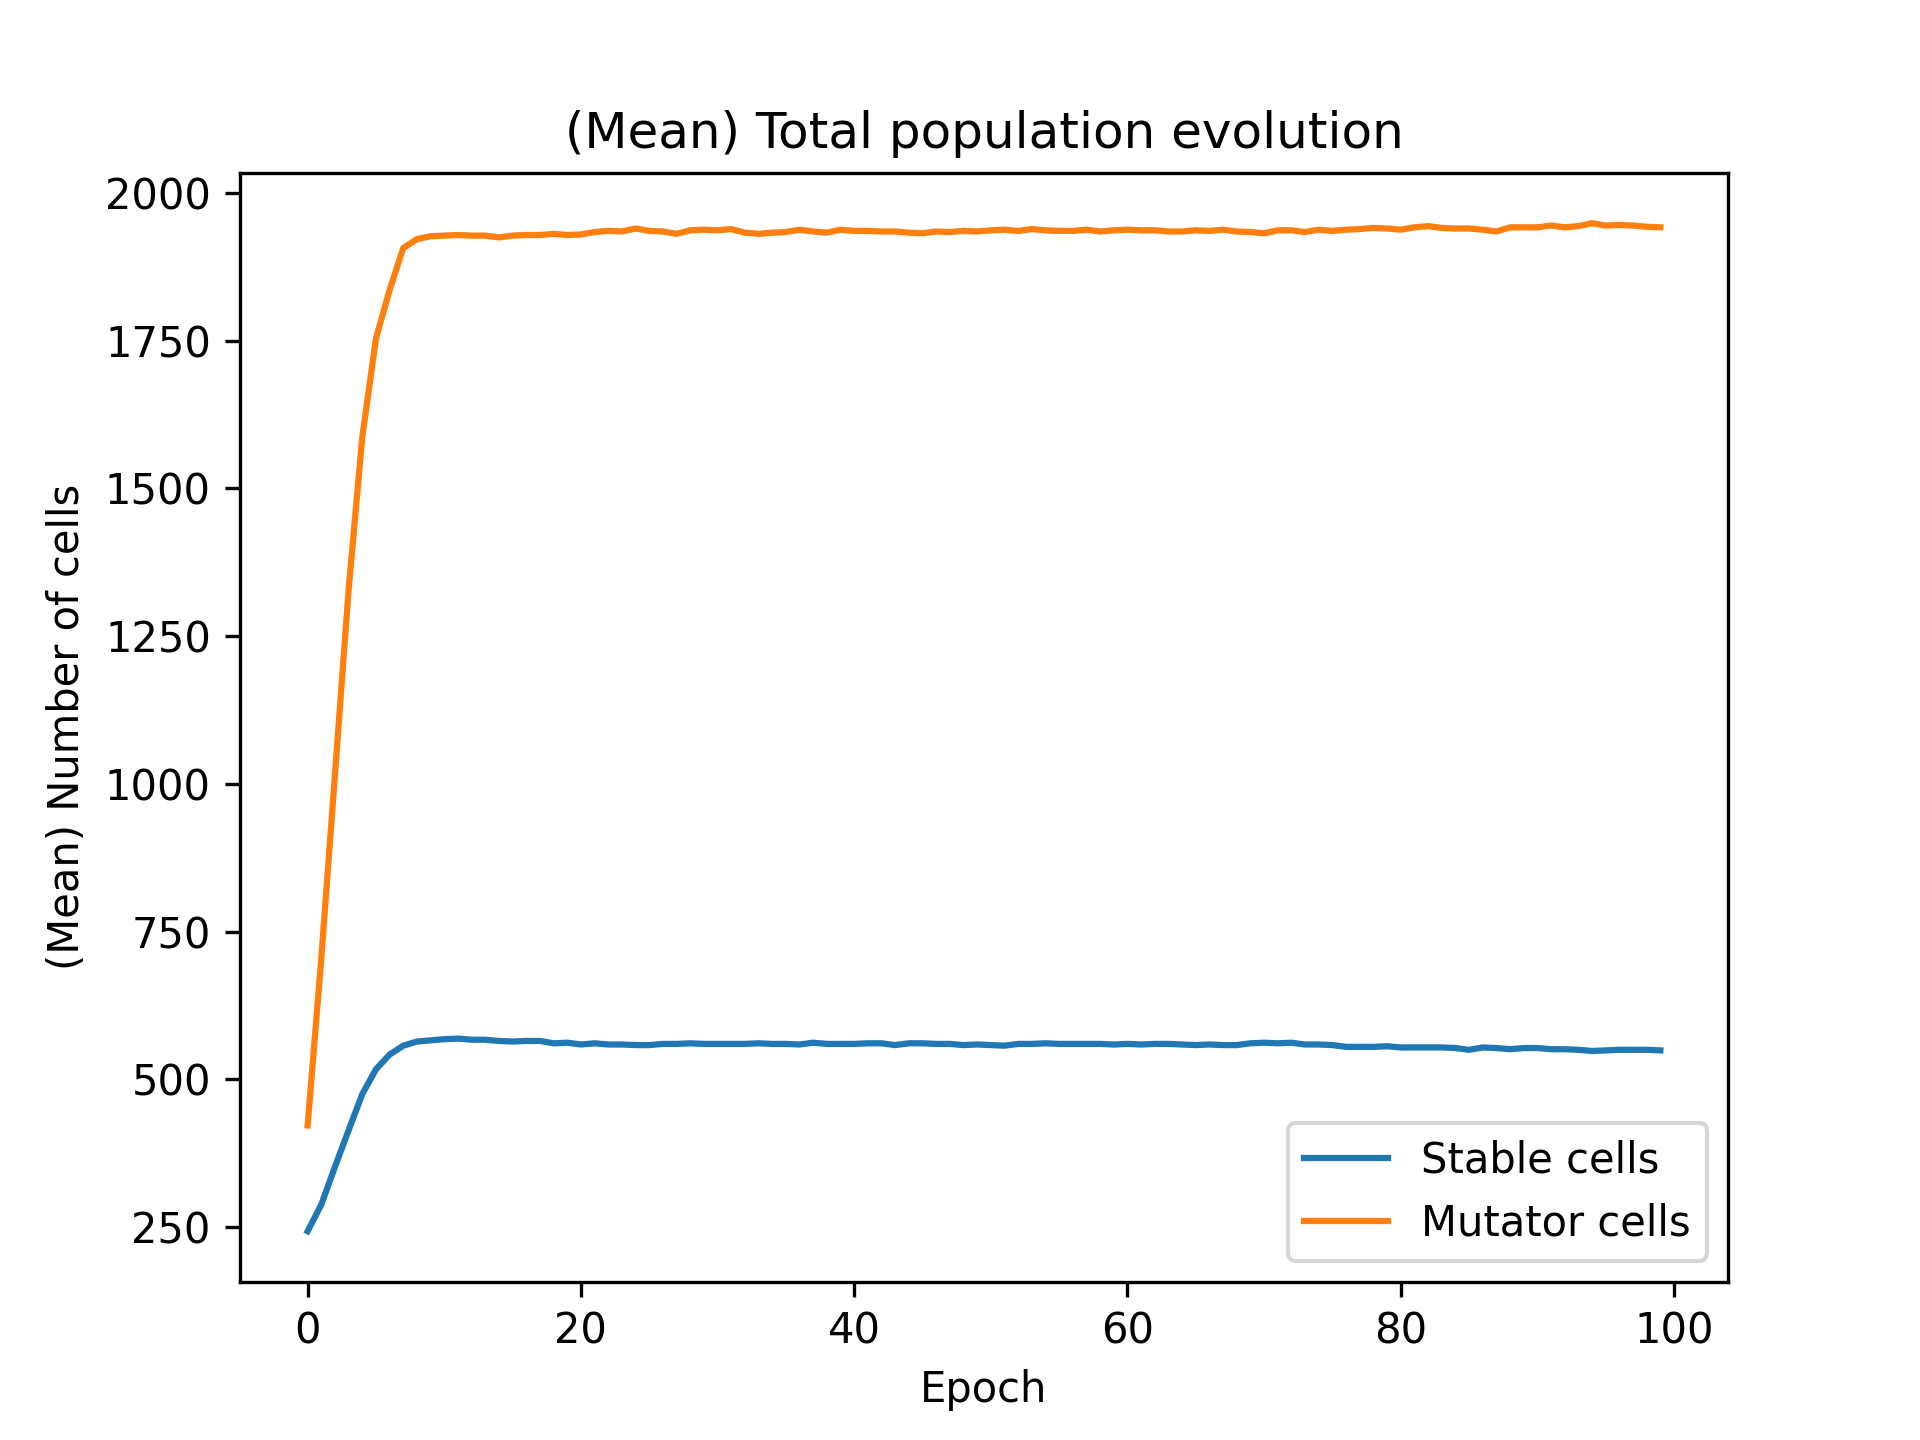 (Mean) Total population evolution
(Mean) Number of cells
2000
1750
1500
1250
1000
750
500
250
Stable cells
Mutator cells
0 20 40 60 80 100
Epoch